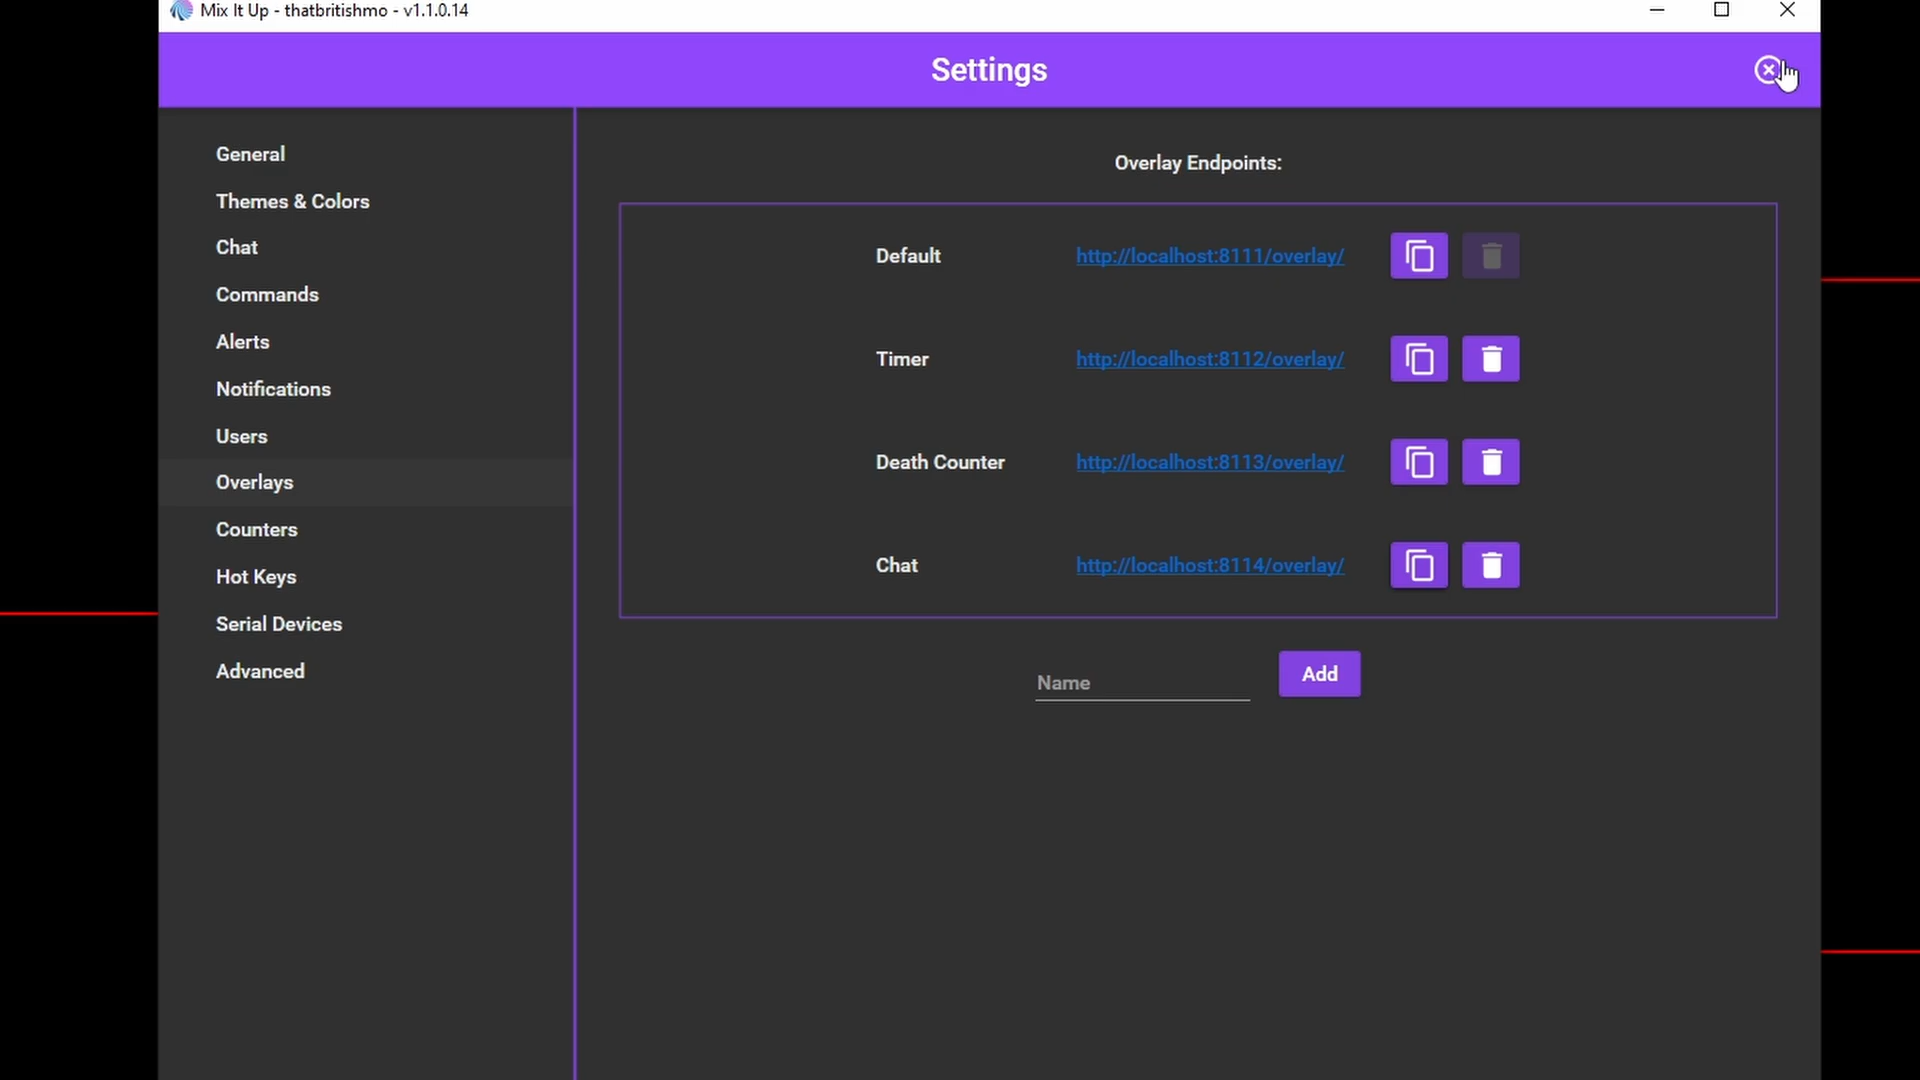 Mix It Up - thatbritishmo - v1.1.0.14
Settings
General
Themes & Colors
Chat
Commands
Alerts
Notifications
Users
Overlays
Counters
Hot Keys
Serial Devices
Advanced
Overlay Endpoints:
Default http://localhost:8111/overlay/
Timer http://localhost:8112/overlay/
Death Counter http://localhost:8113/overlay/
Chat http://localhost:8114/overlay/
Name Add